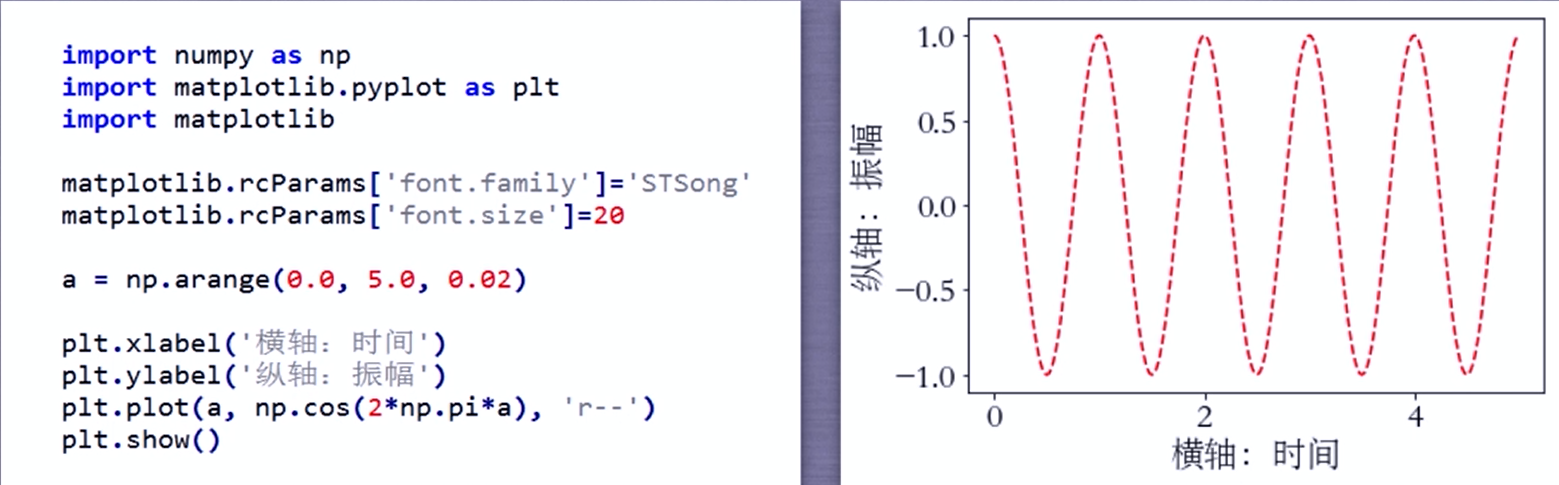 import numpy as np
import matplotlib.pyplot as plt
import matplotlib
matplotlib.rcParams['font.family']='STSong'
matplotlib.rcParams['font.size']=20
a = np.arange(0.0, 5.0, 0.02)
plt.xlabel('横轴：时间')
plt.ylabel('纵轴：振幅')
plt.plot(a, np.cos(2*np.pi*a), 'r--')
plt.show()
纵轴：振幅
1.0
0.5
0.0
−0.5
−1.0
0 2 4
横轴：时间